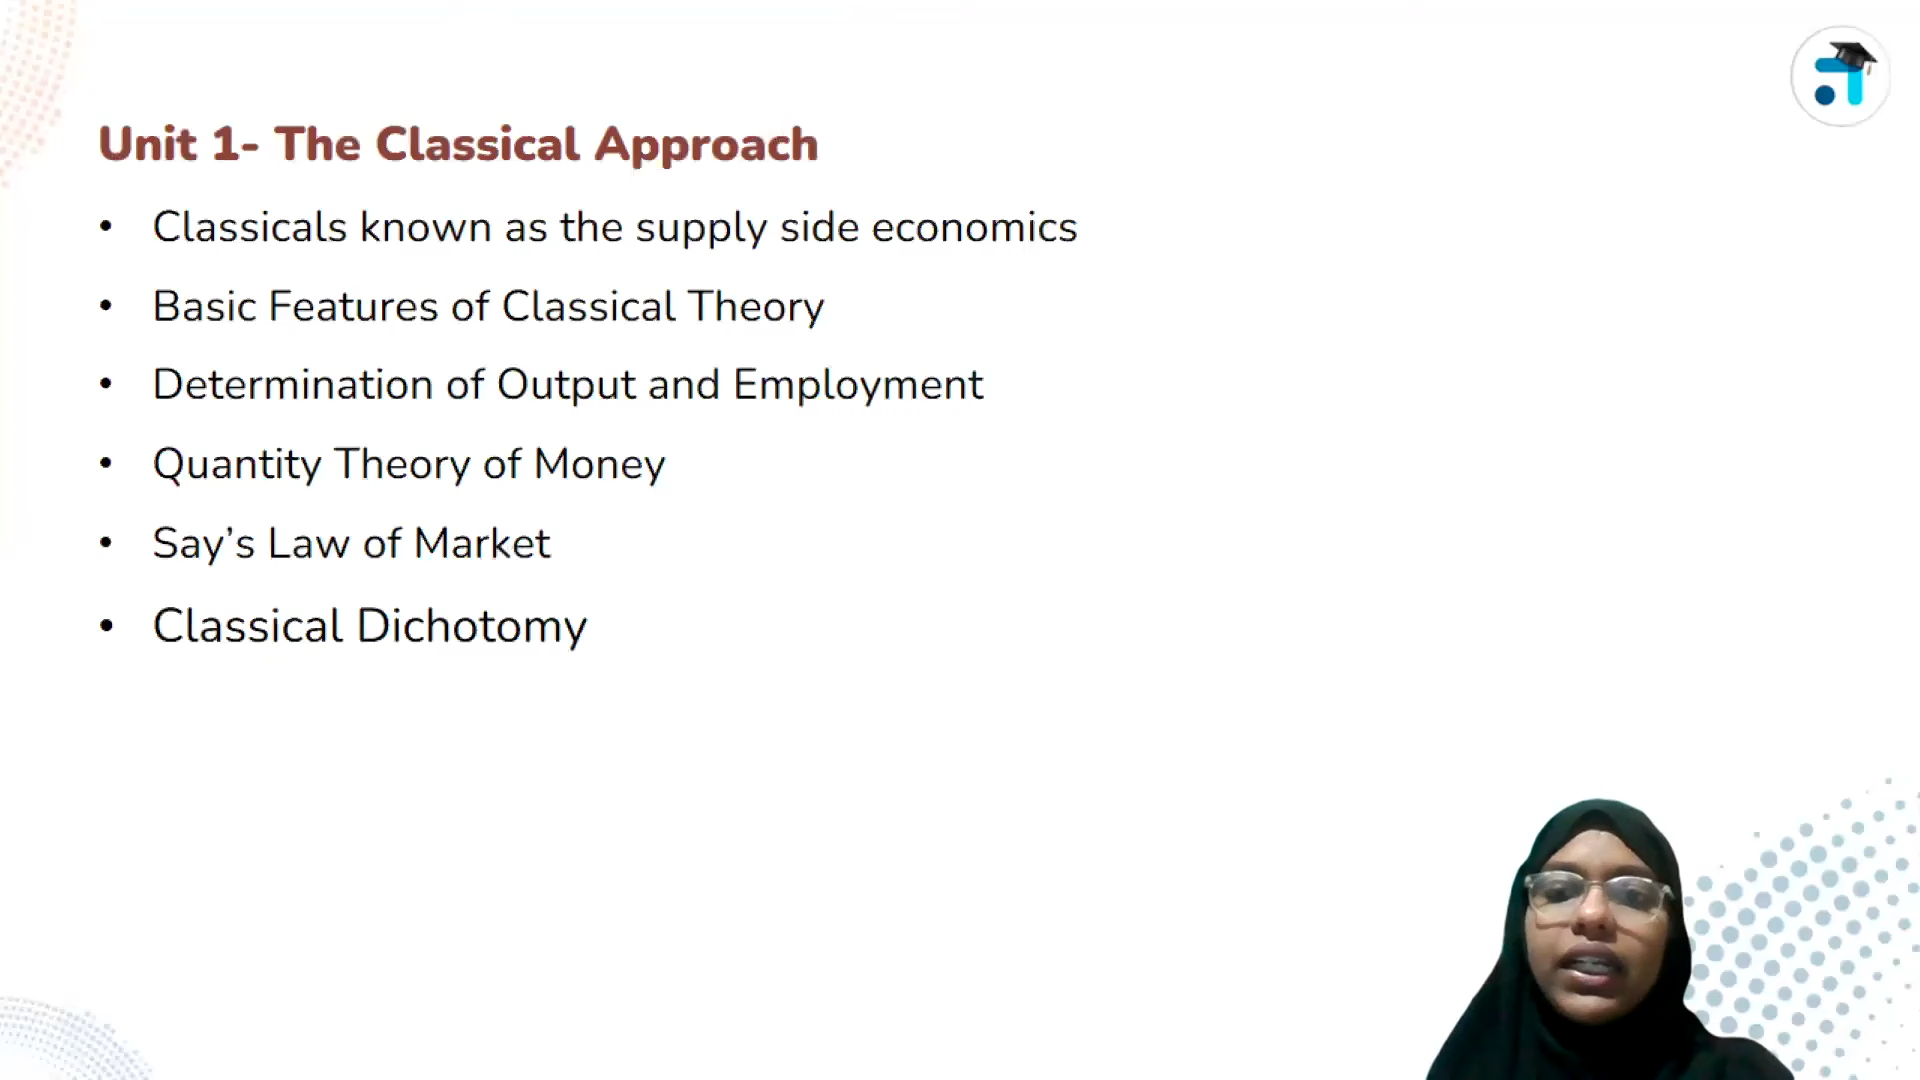 Unit 1- The Classical Approach
• Classicals known as the supply side economics
• Basic Features of Classical Theory
• Determination of Output and Employment
• Quantity Theory of Money
• Say’s Law of Market
• Classical Dichotomy